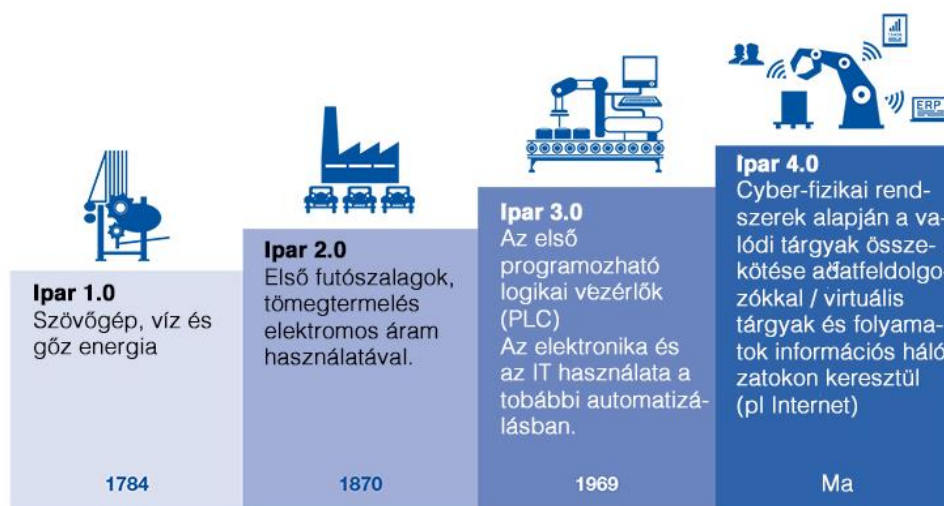 ERP
Ipar 1.0
Szövőgép, víz és
gőz energia
1784
Ipar 2.0
Első futószalagok,
tömegtermelés
elektromos áram
használatával.
1870
Ipar 3.0
Az első
programozható
logikai vezérlők
(PLC)
Az elektronika és
az IT használata a
tobábbi automatizá-
lásban.
1969
Ipar 4.0
Cyber-fizikai rend-
szerek alapján a va-
lódi tárgyak össze-
kötése adatfeldolgo-
zókkal / virtuális
tárgyak és folyama-
tok információs háló
zatokon keresztül
(pl Internet)
Ma